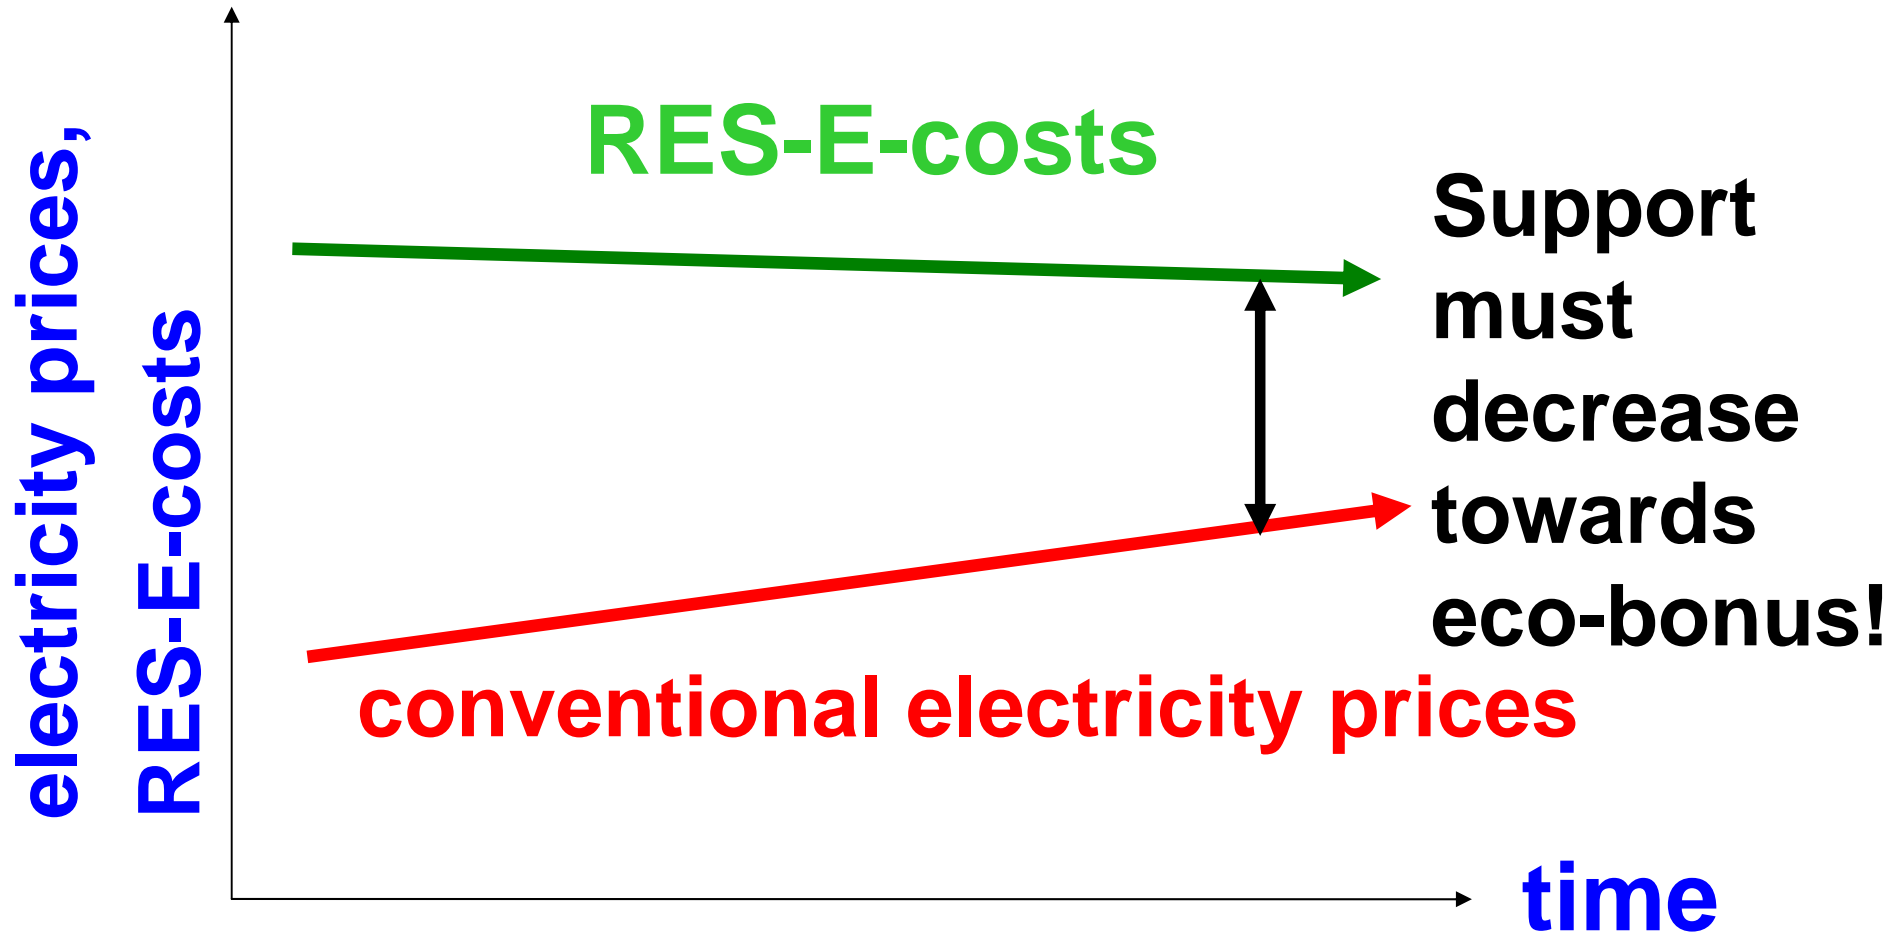 electricity prices,
RES-E-costs
RES-E-costs
Support
must
decrease
towards
eco-bonus!
conventional electricity prices
time